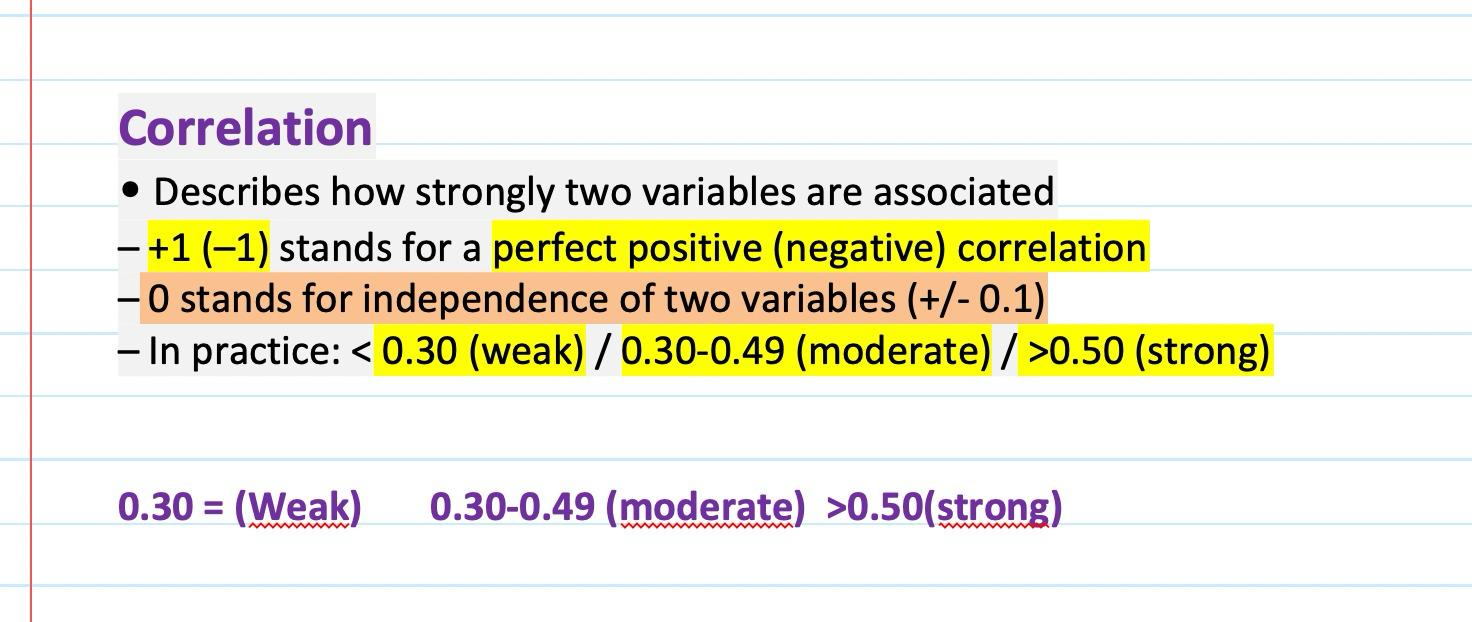 Correlation
• Describes how strongly two variables are associated
– +1 (–1) stands for a perfect positive (negative) correlation
– 0 stands for independence of two variables (+/- 0.1)
– In practice: < 0.30 (weak) / 0.30-0.49 (moderate) / >0.50 (strong)
0.30 = (Weak) 0.30-0.49 (moderate) >0.50(strong)